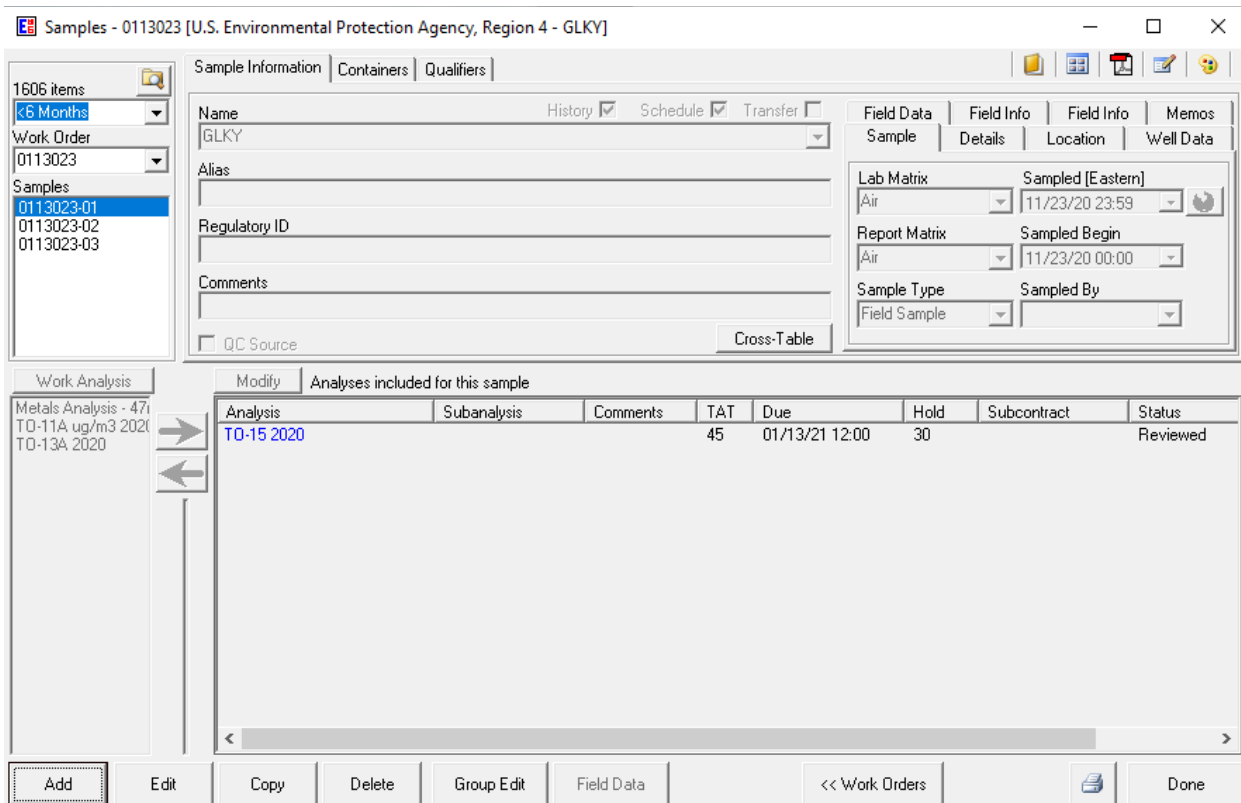 Samples - 0113023 [U.S. Environmental Protection Agency, Region 4 - GLKY]
1606 items
<6 Months
Work Order
0113023
Samples
0113023-01
0113023-02
0113023-03
Sample Information Containers Qualifiers
Name History Schedule Transfer
GLKY
Alias
Regulatory ID
Comments
QC Source
Cross-Table
Field Data Field Info Field Info Memos
Sample Details Location Well Data
Lab Matrix Sampled [Eastern]
Air 11/23/20 23:59
Report Matrix Sampled Begin
Air 11/23/20 00:00
Sample Type Sampled By
Field Sample
Work Analysis
Metals Analysis - 47
TO-11A ug/m3 202
TO-13A 2020
Modify Analyses included for this sample
Analysis Subanalysis Comments TAT Due Hold Subcontract Status
TO-15 2020 45 01/13/21 12:00 30 Reviewed
Add Edit Copy Delete Group Edit Field Data << Work Orders Done